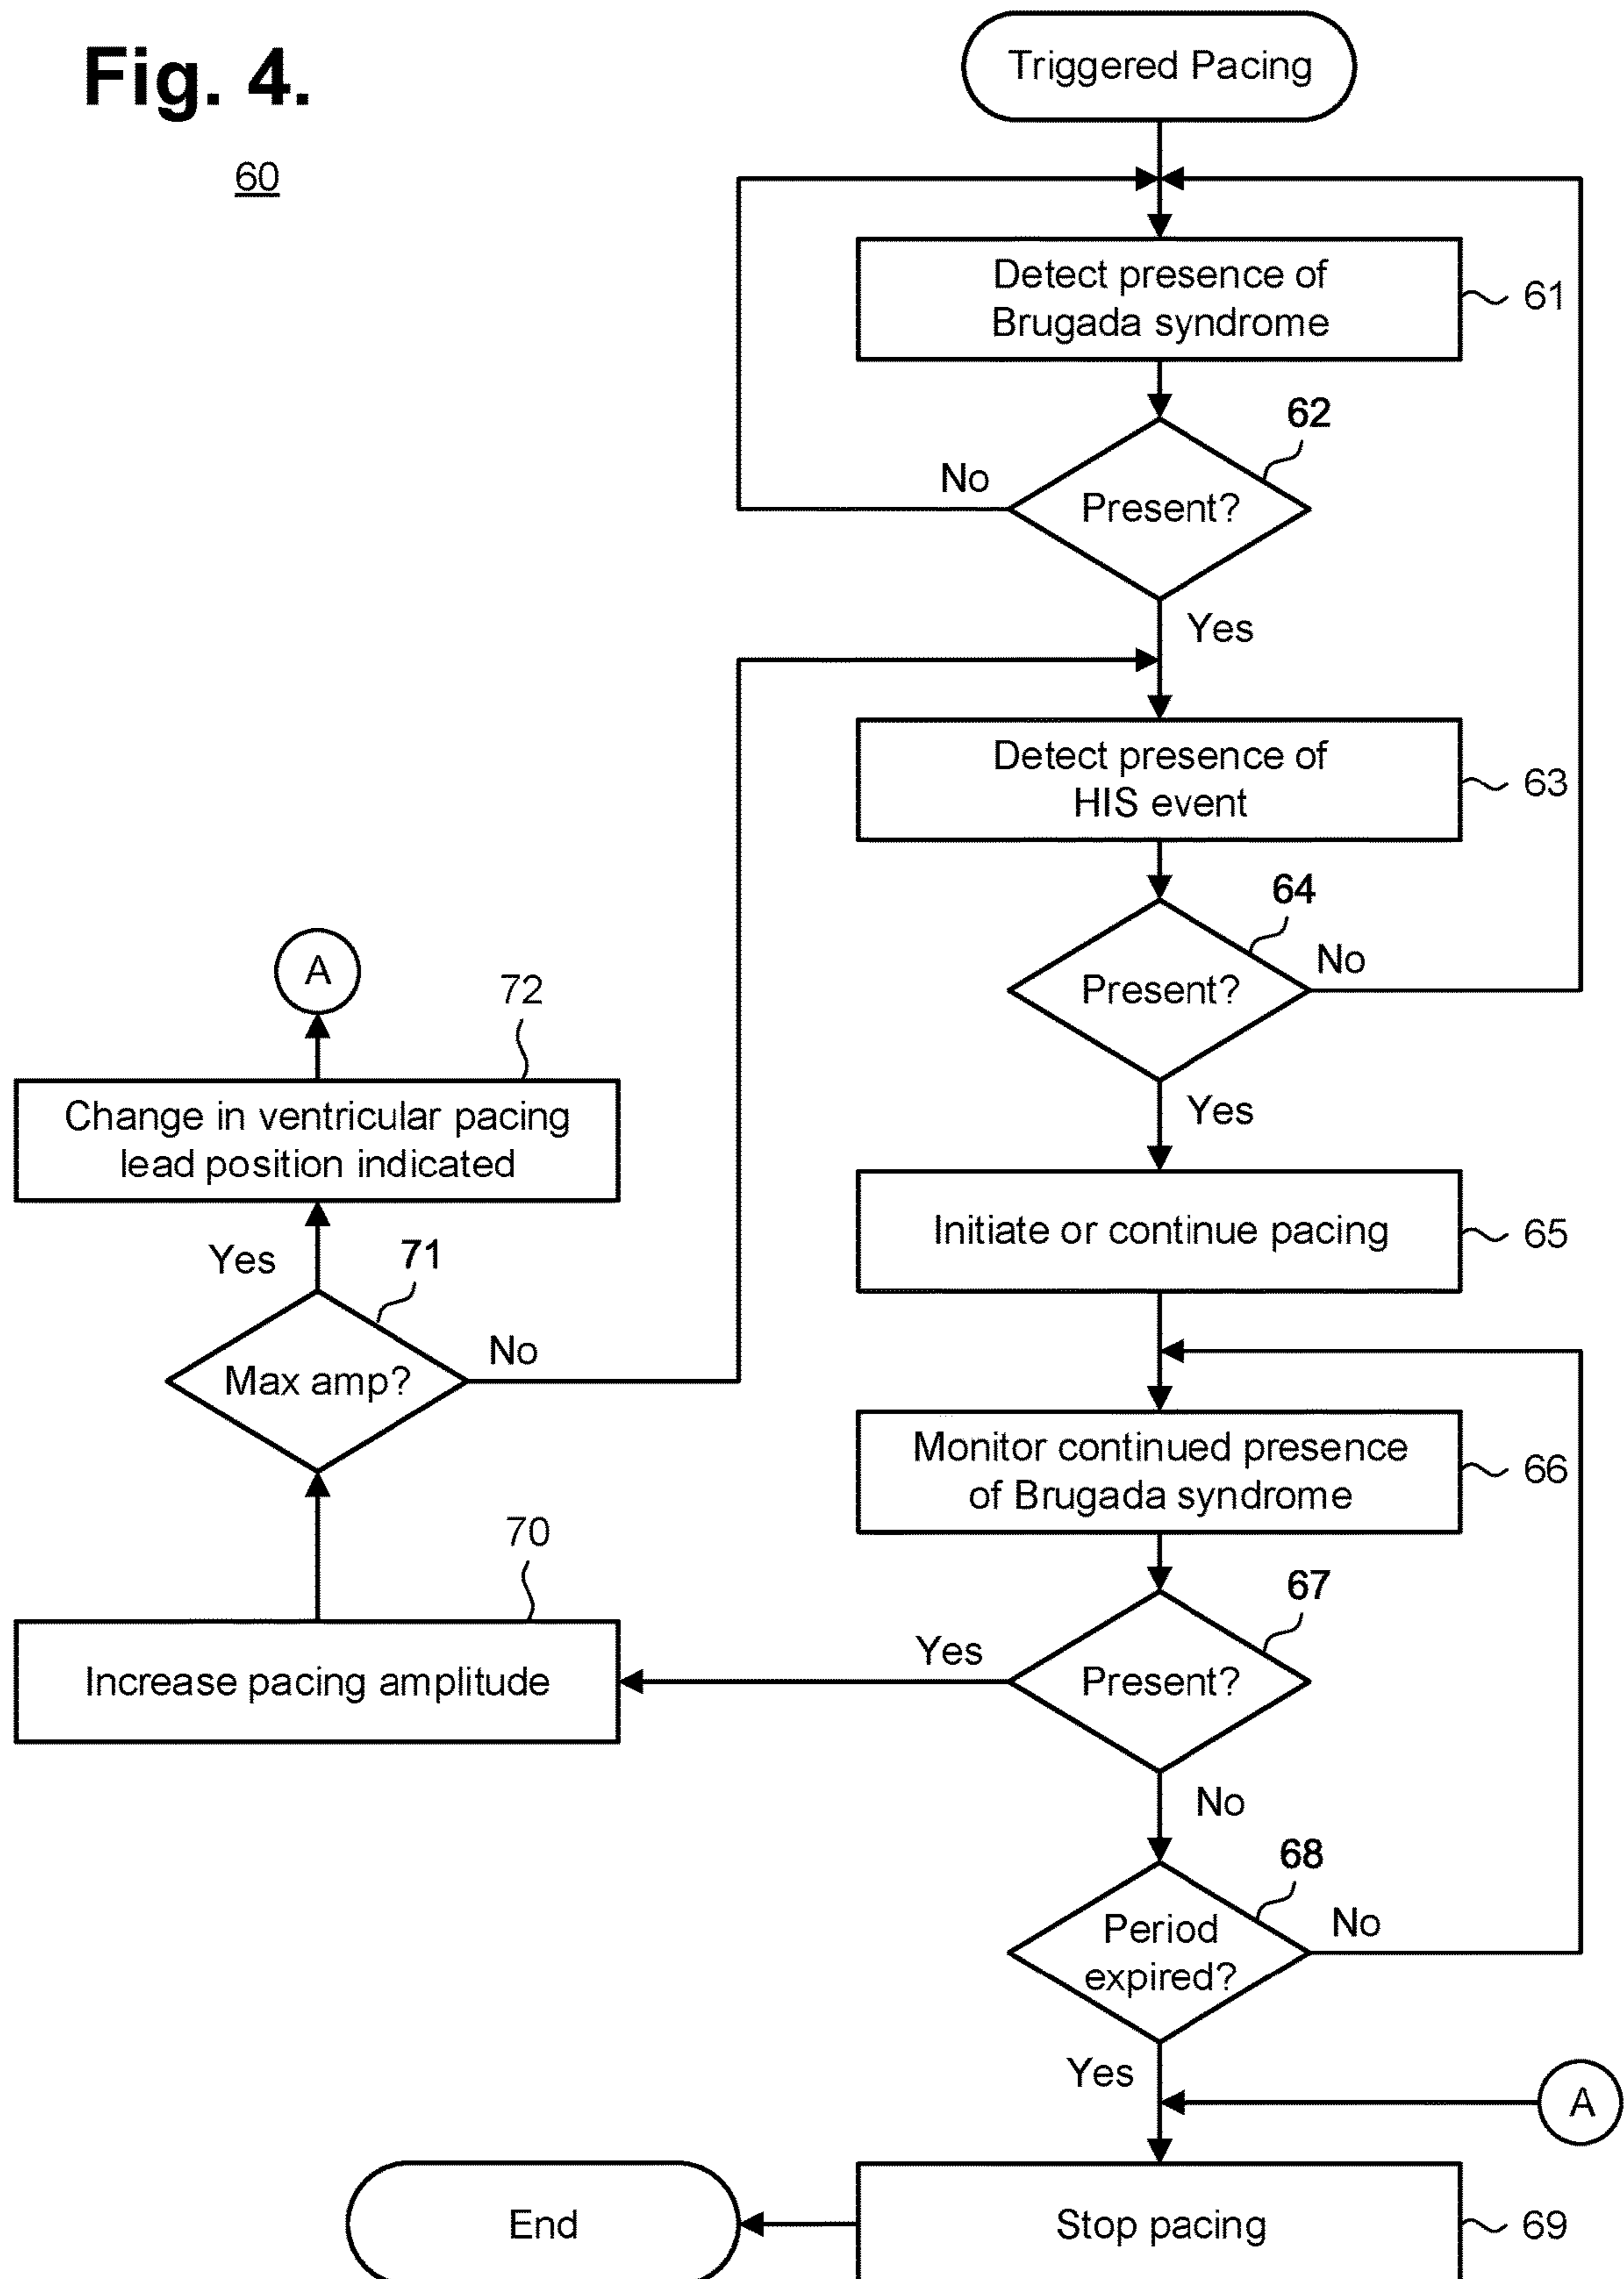 Fig. 4.
60
Triggered Pacing
Detect presence of
Brugada syndrome
61
62
No
Present?
Yes
Detect presence of
HIS event
63
64
No
Present?
Yes
A
72
Change in ventricular pacing
lead position indicated
Initiate or continue pacing
65
Yes
71
Max amp?
No
Monitor continued presence
of Brugada syndrome
66
70
Increase pacing amplitude
67
Yes
Present?
No
68
Period
expired?
No
Yes
A
End
Stop pacing
69